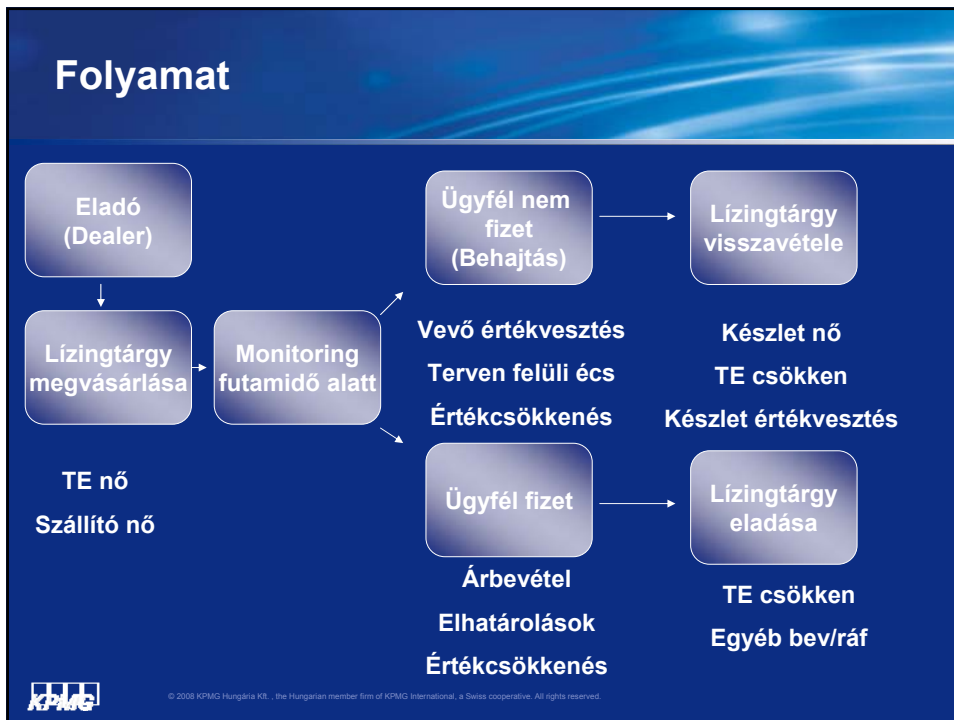 Folyamat
Eladó
(Dealer)
Lízingtárgy
megvásárlása
TE nő
Szállító nő
Monitoring
futamidő alatt
Ügyfél nem
fizet
(Behajtás)
Vevő értékvesztés
Terven felüli écs
Értékcsökkenés
Lízingtárgy
visszavétele
Készlet nő
TE csökken
Készlet értékvesztés
Ügyfél fizet
Árbevétel
Elhatárolások
Értékcsökkenés
Lízingtárgy
eladása
TE csökken
Egyéb bev/ráf
KPMG
© 2008 KPMG Hungária Kft. , the Hungarian member firm of KPMG International, a Swiss cooperative. All rights reserved.